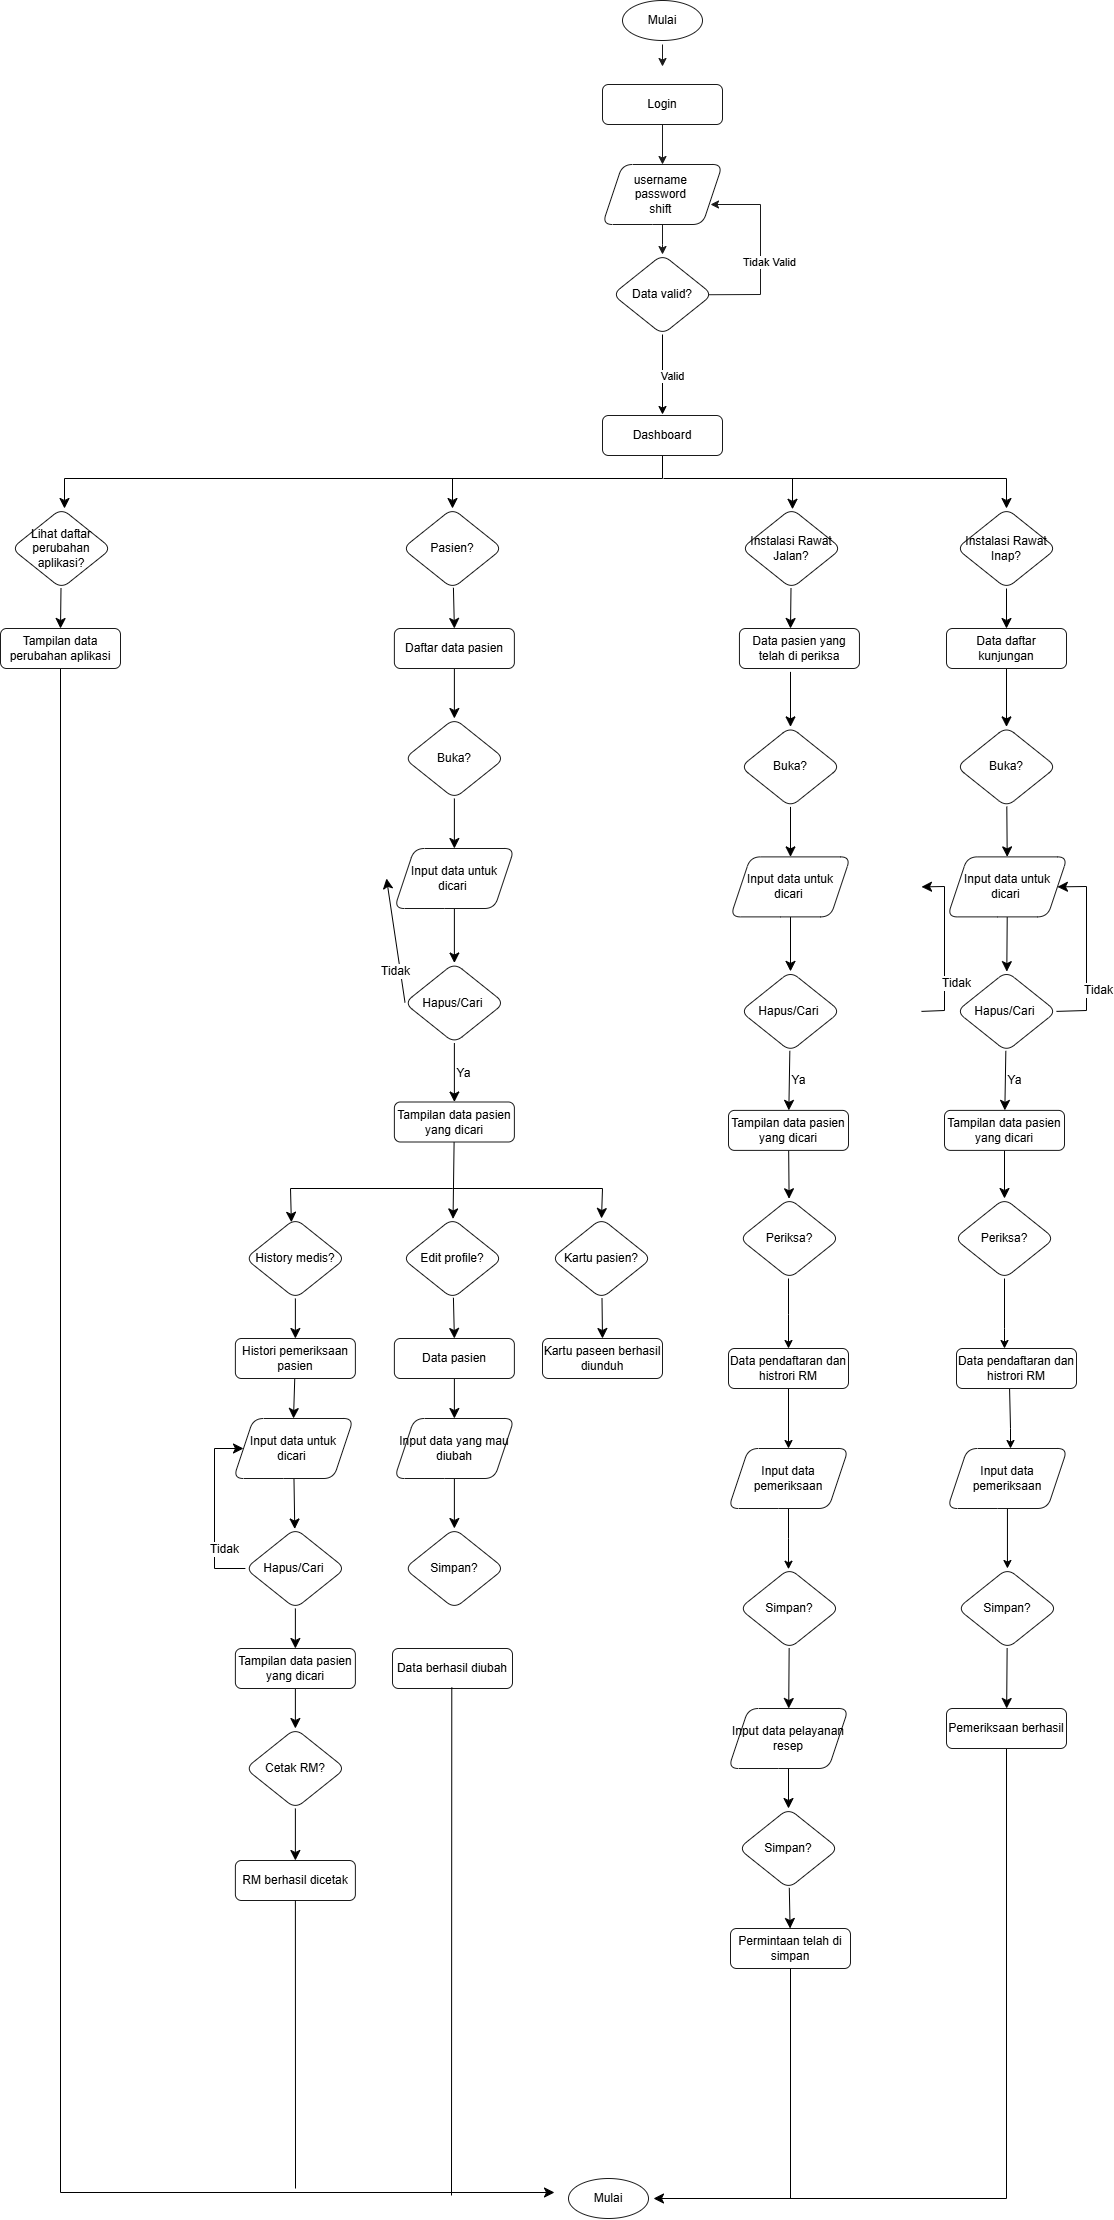 Mulai
Login
username
password
shift
Tidak Valid
Data valid?
Valid
Dashboard
Lihat daftar
perubahan
aplikasi?
Pasien?
Instalasi Rawat
Jalan?
Instalasi Rawat
Inap?
Tampilan data
perubahan aplikasi
Daftar data pasien
Data pasien yang
telah di periksa
Data daftar
kunjungan
Buka?
Buka?
Buka?
Input data untuk
dicari
Input data untuk
dicari
Input data untuk
dicari
Tidak
Tidak
Tidak
Hapus/Cari
Hapus/Cari
Hapus/Cari
Ya
Ya
Ya
Tampilan data pasien
yang dicari
Tampilan data pasien
yang dicari
Tampilan data pasien
yang dicari
History medis?
Edit profile?
Kartu pasien?
Periksa?
Periksa?
Histori pemeriksaan
pasien
Data pasien
Kartu paseen berhasil
diunduh
Data pendaftaran dan
histrori RM
Data pendaftaran dan
histrori RM
Input data untuk
dicari
Input data yang mau
diubah
Input data
pemeriksaan
Input data
pemeriksaan
Tidak
Hapus/Cari
Simpan?
Simpan?
Simpan?
Tampilan data pasien
yang dicari
Data berhasil diubah
Input data pelayanan
resep
Pemeriksaan berhasil
Cetak RM?
Simpan?
RM berhasil dicetak
Permintaan telah di
simpan
Mulai